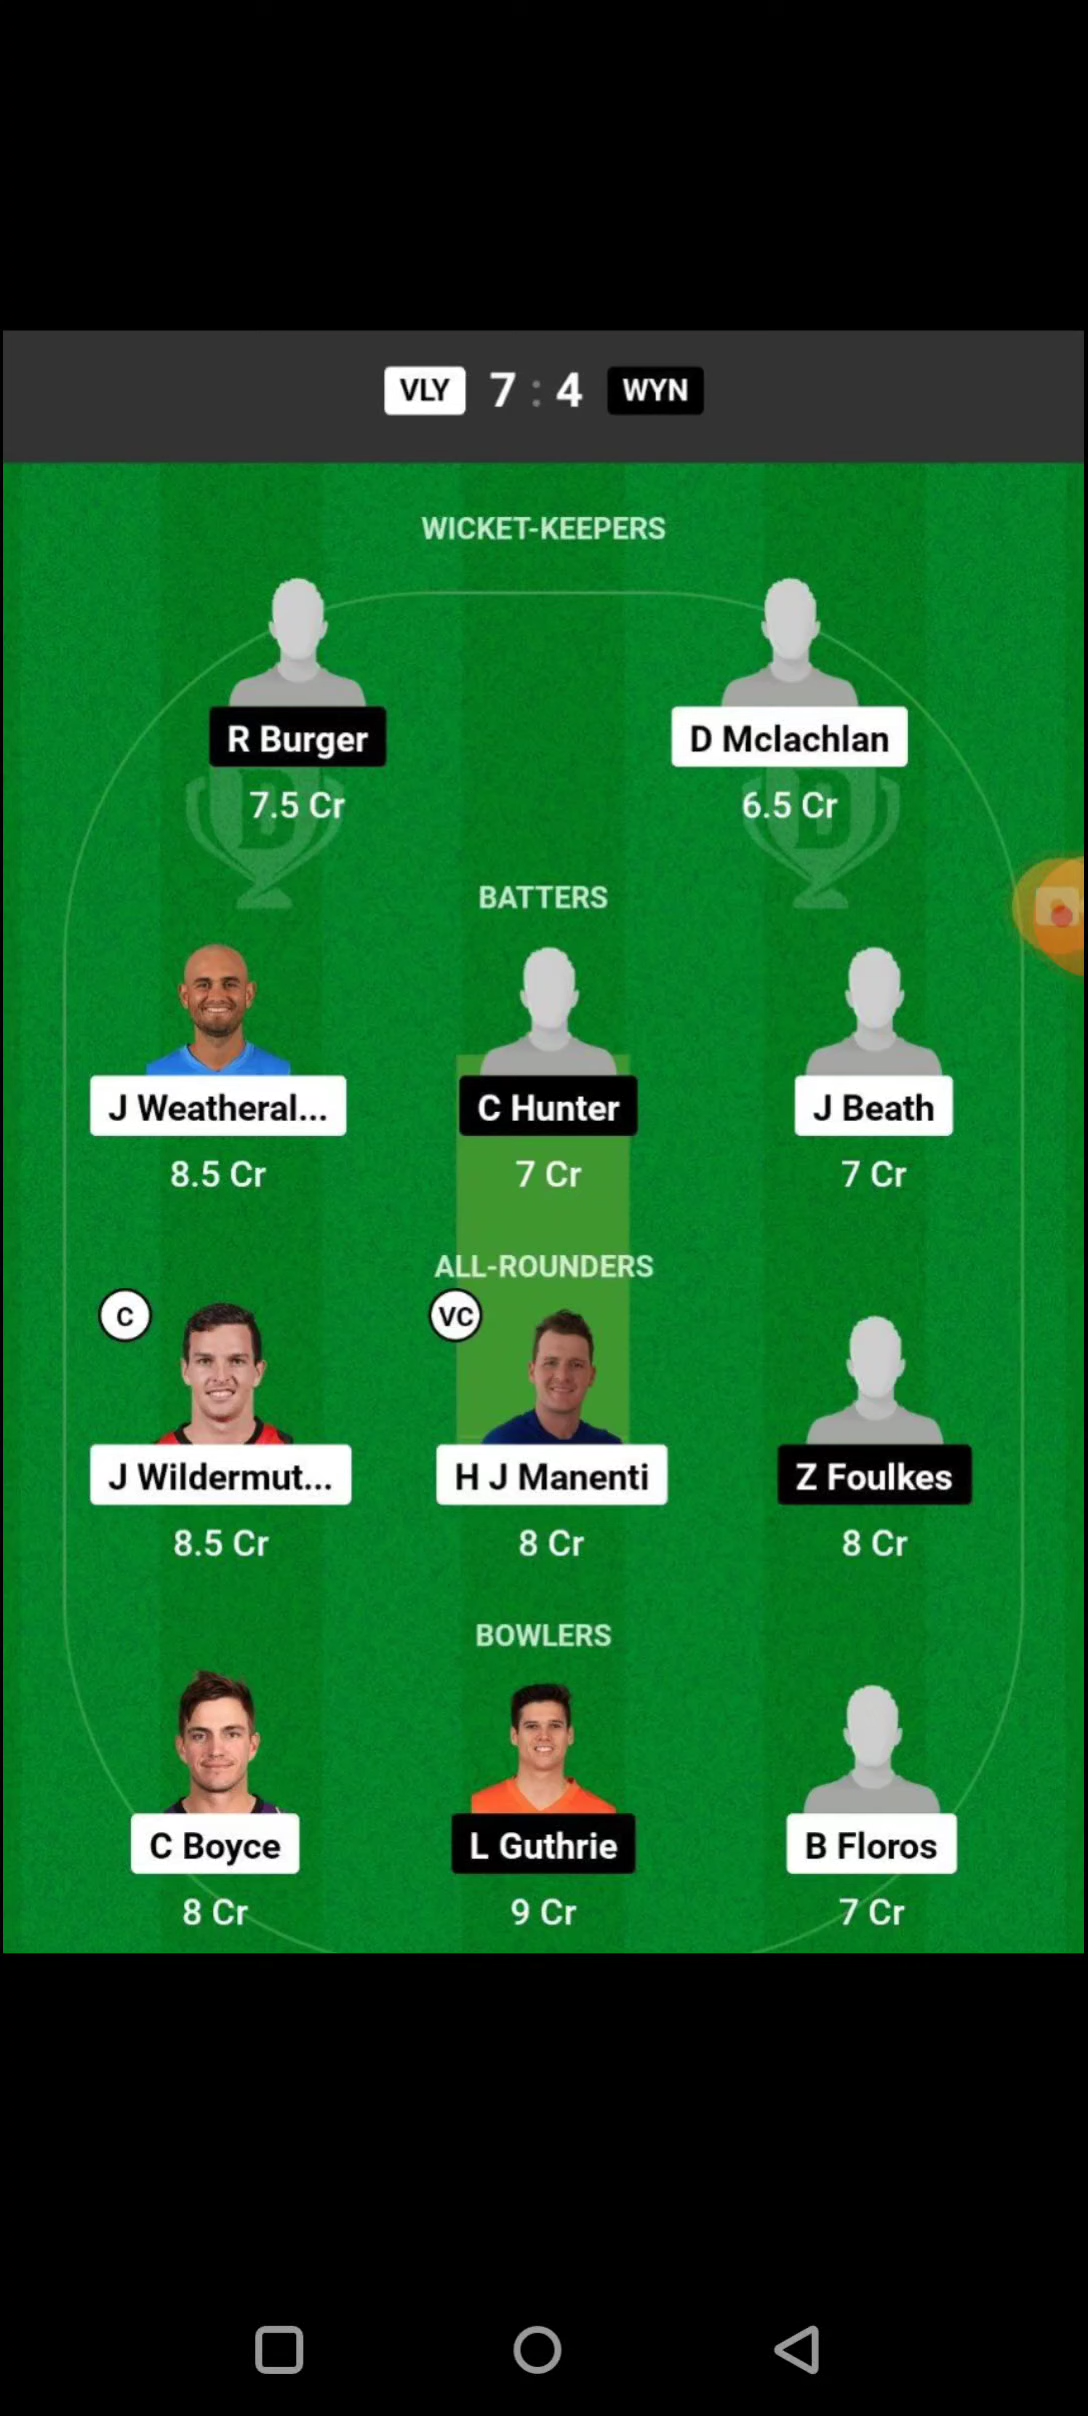 VLY 7 : 4 WYN
WICKET-KEEPERS
R Burger D Mclachlan
7.5 Cr 6.5 Cr
BATTERS
J Weatheral... C Hunter J Beath
8.5 Cr 7 Cr 7 Cr
ALL-ROUNDERS
C VC
J Wildermut... H J Manenti Z Foulkes
8.5 Cr 8 Cr 8 Cr
BOWLERS
C Boyce L Guthrie B Floros
8 Cr 9 Cr 7 Cr